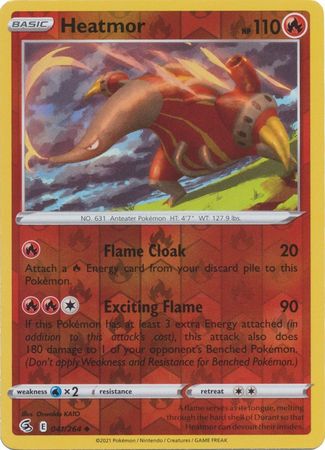 BASIC Heatmor HP 110
NO. 631 Anteater Pokémon HT: 4'7" WT: 127.9 lbs.
Flame Cloak 20
Attach a Energy card from your discard pile to this
Pokémon.
Exciting Flame 90
If this Pokémon has at least 3 extra Energy attached (in
addition to this attack's cost), this attack also does
180 damage to 1 of your opponent's Benched Pokémon.
(Don't apply Weakness and Resistance for Benched Pokémon.)
weakness ×2 resistance retreat
Illus. Oswaldo KATO
E 041/264
A flame serves as its tongue, melting
through the hard shell of Durant so that
Heatmor can devour their insides.
©2021 Pokémon / Nintendo / Creatures / GAME FREAK